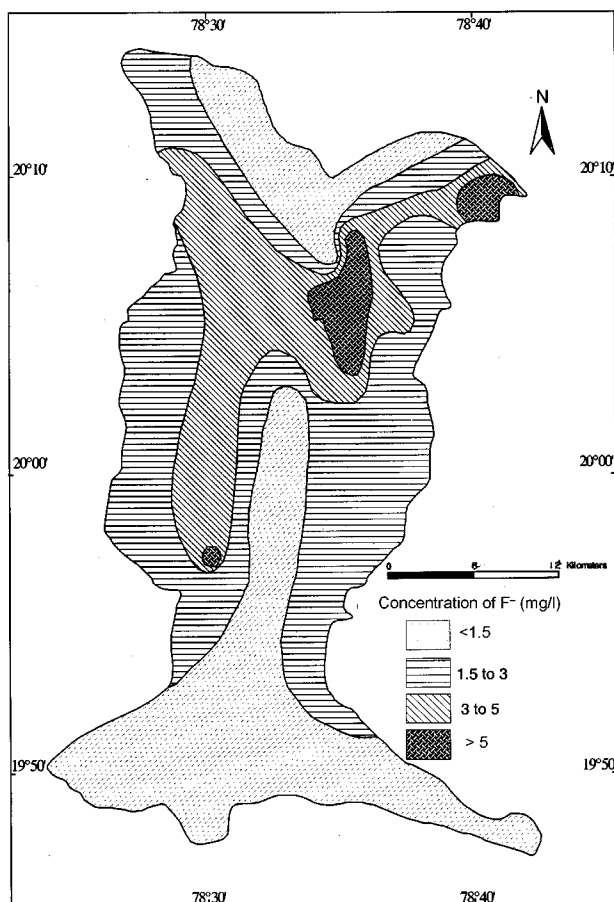 78°30' 78°40'
N
20°10' 20°10'
20°00' 20°00'
0 6 12 Kilometers
Concentration of F⁻ (mg/l)
<1.5
1.5 to 3
3 to 5
> 5
19°50' 19°50'
78°30' 78°40'